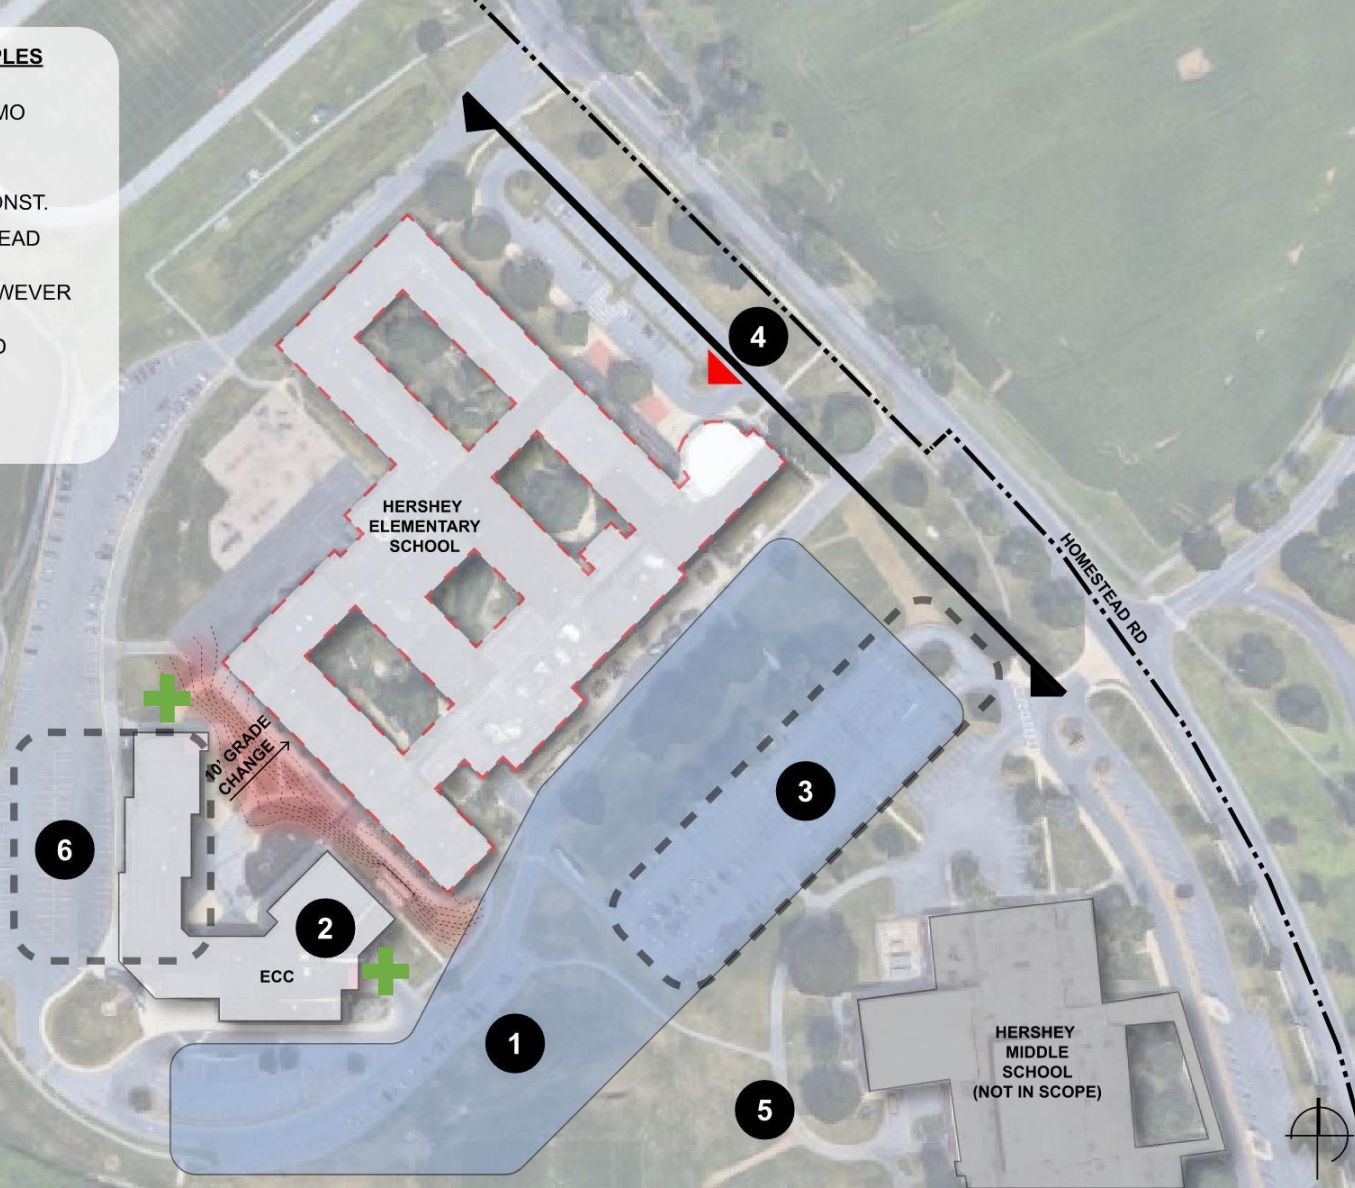 PLES
MO
ONST.
EAD
WEVER
D
4
HERSHEY
ELEMENTARY
SCHOOL
HOMESTEAD RD
10' GRADE
CHANGE
3
6
2
ECC
1
HERSHEY
MIDDLE
SCHOOL
(NOT IN SCOPE)
5